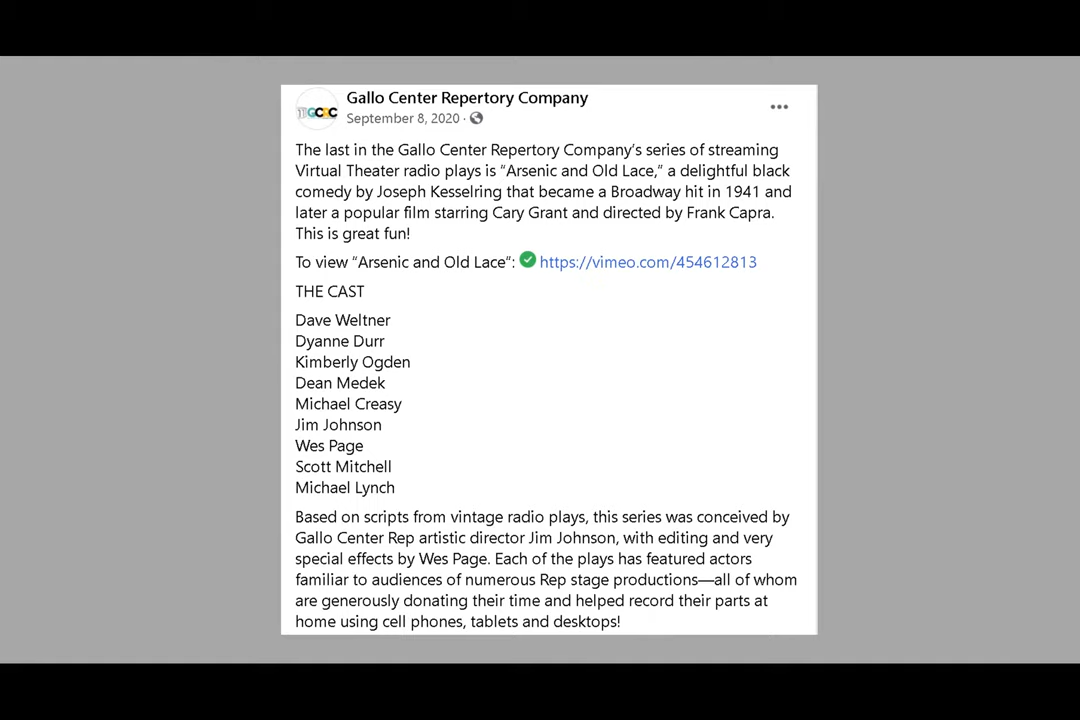 GCRC
Gallo Center Repertory Company
September 8, 2020 ·
The last in the Gallo Center Repertory Company’s series of streaming
Virtual Theater radio plays is “Arsenic and Old Lace,” a delightful black
comedy by Joseph Kesselring that became a Broadway hit in 1941 and
later a popular film starring Cary Grant and directed by Frank Capra.
This is great fun!
To view “Arsenic and Old Lace”: https://vimeo.com/454612813
THE CAST
Dave Weltner
Dyanne Durr
Kimberly Ogden
Dean Medek
Michael Creasy
Jim Johnson
Wes Page
Scott Mitchell
Michael Lynch
Based on scripts from vintage radio plays, this series was conceived by
Gallo Center Rep artistic director Jim Johnson, with editing and very
special effects by Wes Page. Each of the plays has featured actors
familiar to audiences of numerous Rep stage productions—all of whom
are generously donating their time and helped record their parts at
home using cell phones, tablets and desktops!